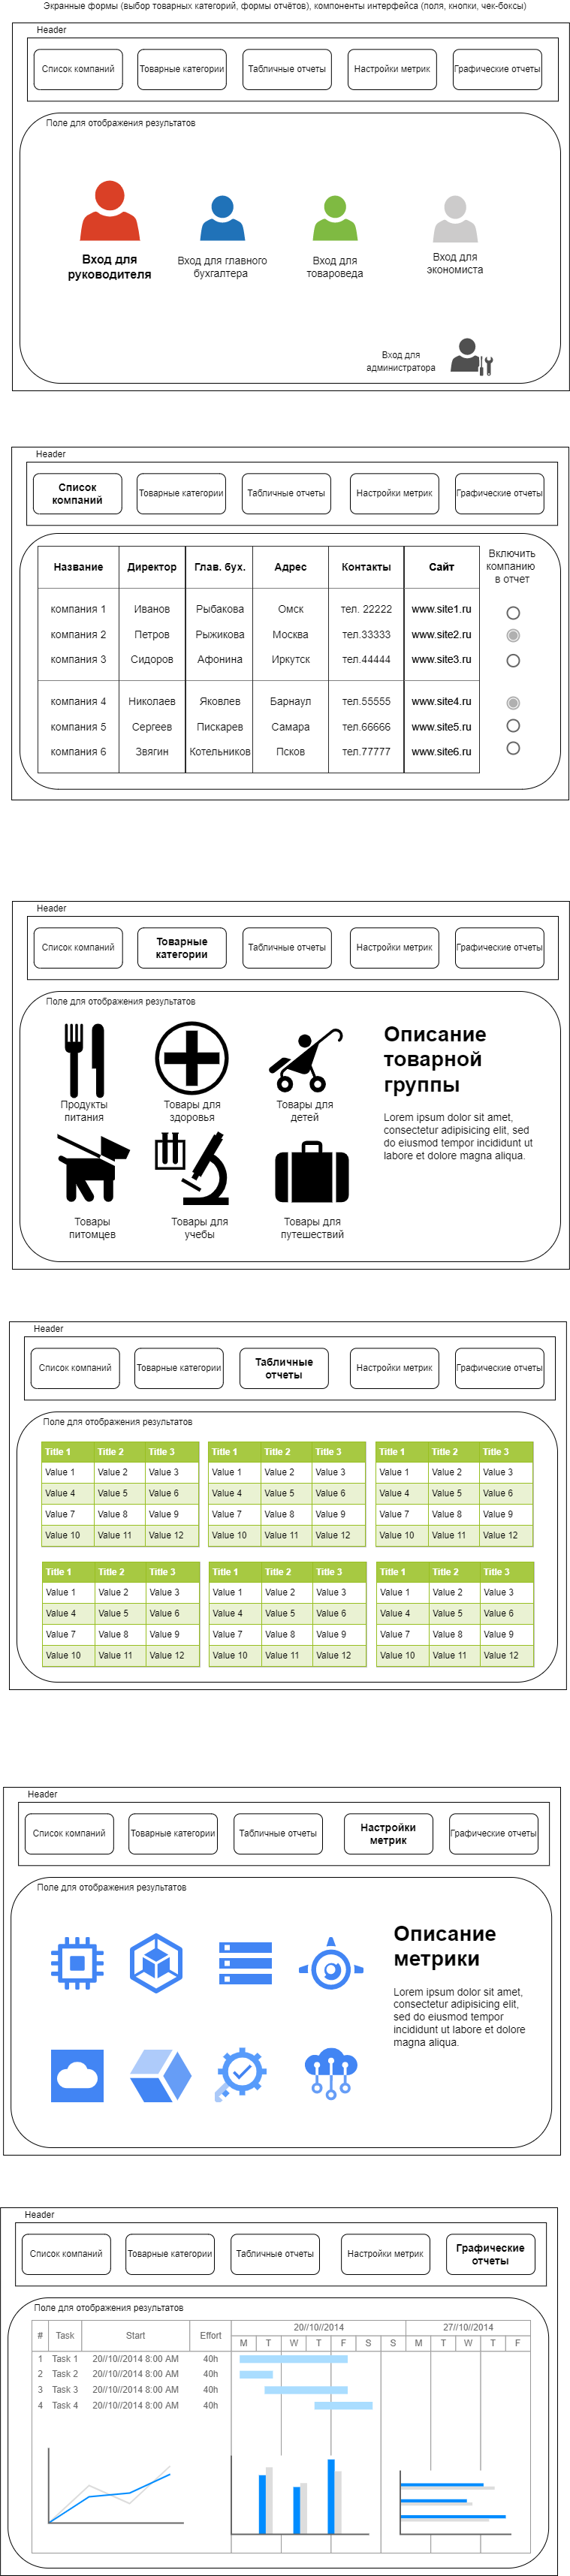 Экранные формы (выбор товарных категорий, формы отчётов), компоненты интерфейса (поля, кнопки, чек-боксы)
Header
Список компаний Товарные категории Табличные отчеты Настройки метрик Графические отчеты
Поле для отображения результатов
Вход для
руководителя
Вход для главного
бухгалтера
Вход для
товароведа
Вход для
экономиста
Вход для
администратора
Header
Список
компаний
Товарные категории Табличные отчеты Настройки метрик Графические отчеты
Включить
компанию
в отчет
Название Директор Глав. бух. Адрес Контакты Сайт
компания 1 Иванов Рыбакова Омск тел. 22222 www.site1.ru
компания 2 Петров Рыжикова Москва тел.33333 www.site2.ru
компания 3 Сидоров Афонина Иркутск тел.44444 www.site3.ru
компания 4 Николаев Яковлев Барнаул тел.55555 www.site4.ru
компания 5 Сергеев Пискарев Самара тел.66666 www.site5.ru
компания 6 Звягин Котельников Псков тел.77777 www.site6.ru
Header
Список компаний
Товарные
категории
Табличные отчеты Настройки метрик Графические отчеты
Поле для отображения результатов
Продукты
питания
Товары для
здоровья
Товары для
детей
Товары
питомцев
Товары для
учебы
Товары для
путешествий
Описание
товарной
группы
Lorem ipsum dolor sit amet,
consectetur adipisicing elit, sed
do eiusmod tempor incididunt ut
labore et dolore magna aliqua.
Header
Список компаний Товарные категории
Табличные
отчеты
Настройки метрик Графические отчеты
Поле для отображения результатов
Title 1 Title 2 Title 3 Title 1 Title 2 Title 3 Title 1 Title 2 Title 3
Value 1 Value 2 Value 3 Value 1 Value 2 Value 3 Value 1 Value 2 Value 3
Value 4 Value 5 Value 6 Value 4 Value 5 Value 6 Value 4 Value 5 Value 6
Value 7 Value 8 Value 9 Value 7 Value 8 Value 9 Value 7 Value 8 Value 9
Value 10 Value 11 Value 12 Value 10 Value 11 Value 12 Value 10 Value 11 Value 12
Title 1 Title 2 Title 3 Title 1 Title 2 Title 3 Title 1 Title 2 Title 3
Value 1 Value 2 Value 3 Value 1 Value 2 Value 3 Value 1 Value 2 Value 3
Value 4 Value 5 Value 6 Value 4 Value 5 Value 6 Value 4 Value 5 Value 6
Value 7 Value 8 Value 9 Value 7 Value 8 Value 9 Value 7 Value 8 Value 9
Value 10 Value 11 Value 12 Value 10 Value 11 Value 12 Value 10 Value 11 Value 12
Header
Список компаний Товарные категории Табличные отчеты
Настройки
метрик
Графические отчеты
Поле для отображения результатов
Описание
метрики
Lorem ipsum dolor sit amet,
consectetur adipisicing elit,
sed do eiusmod tempor
incididunt ut labore et dolore
magna aliqua.
Header
Список компаний Товарные категории Табличные отчеты Настройки метрик
Графические
отчеты
Поле для отображения результатов
20//10//2014 27//10//2014
# Task Start Effort
M T W T F S S M T W T F
1 Task 1 20//10//2014 8:00 AM 40h
2 Task 2 20//10//2014 8:00 AM 40h
3 Task 3 20//10//2014 8:00 AM 40h
4 Task 4 20//10//2014 8:00 AM 40h